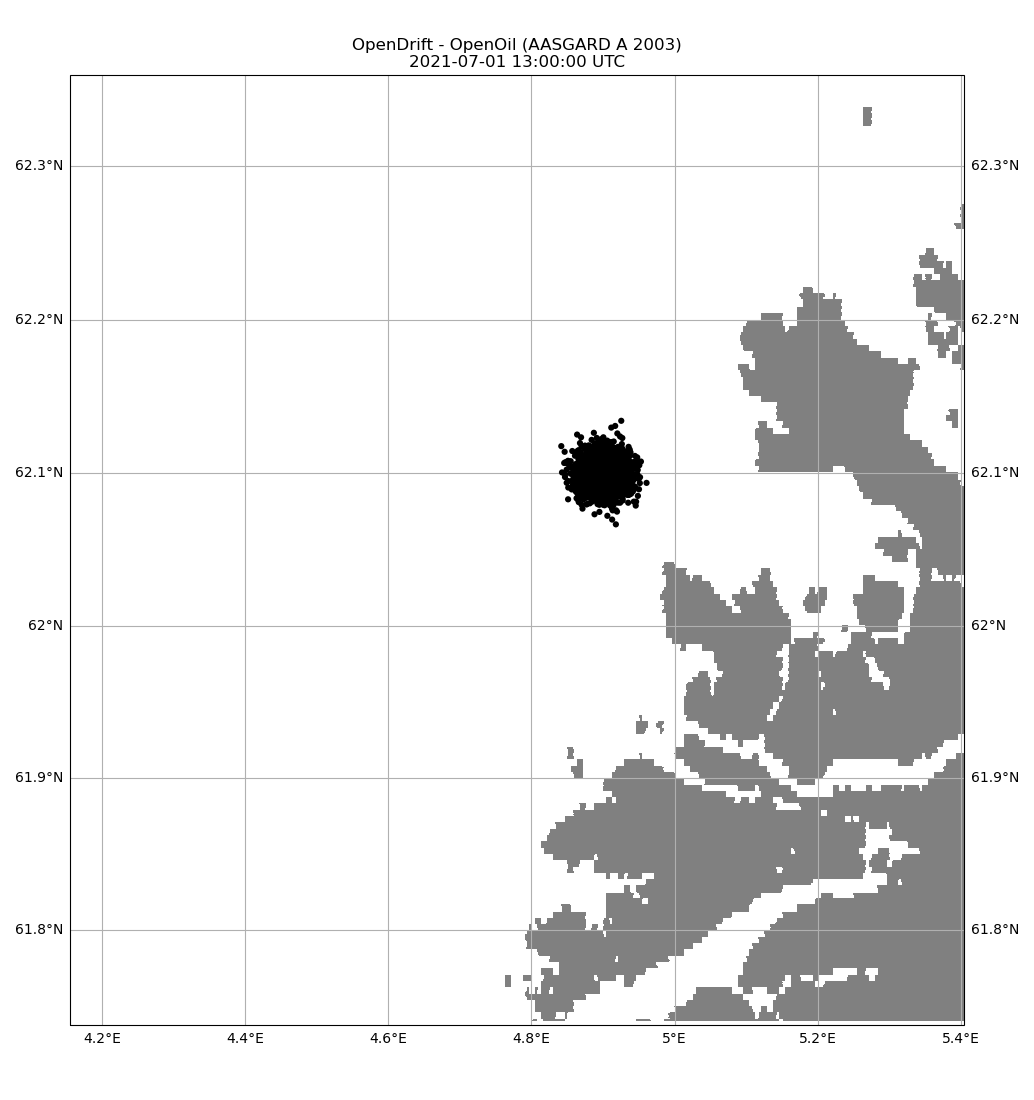 OpenDrift - OpenOil (AASGARD A 2003)
2021-07-01 13:00:00 UTC
62.3°N 62.3°N
62.2°N 62.2°N
62.1°N 62.1°N
62°N 62°N
61.9°N 61.9°N
61.8°N 61.8°N
4.2°E 4.4°E 4.6°E 4.8°E 5°E 5.2°E 5.4°E